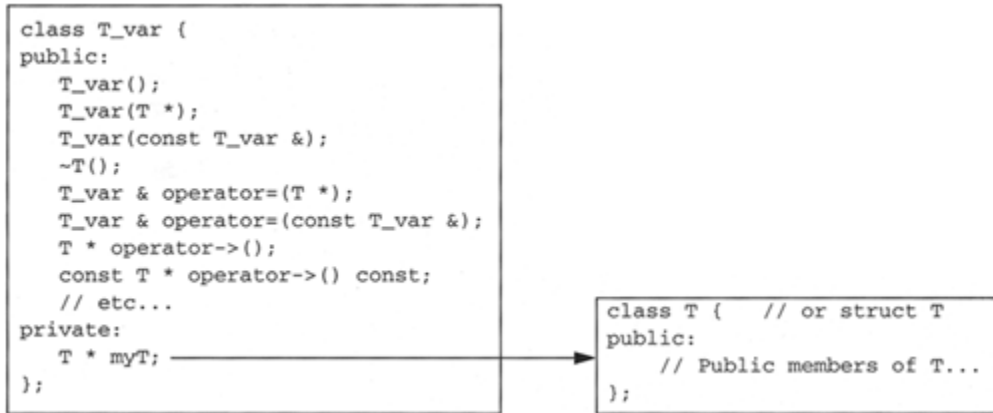 class T_var {
public:
T_var();
T_var(T *);
T_var(const T_var &);
~T();
T_var & operator=(T *);
T_var & operator=(const T_var &);
T * operator->();
const T * operator->() const;
// etc...
private:
T * myT;
};
class T { // or struct T
public:
// Public members of T...
};